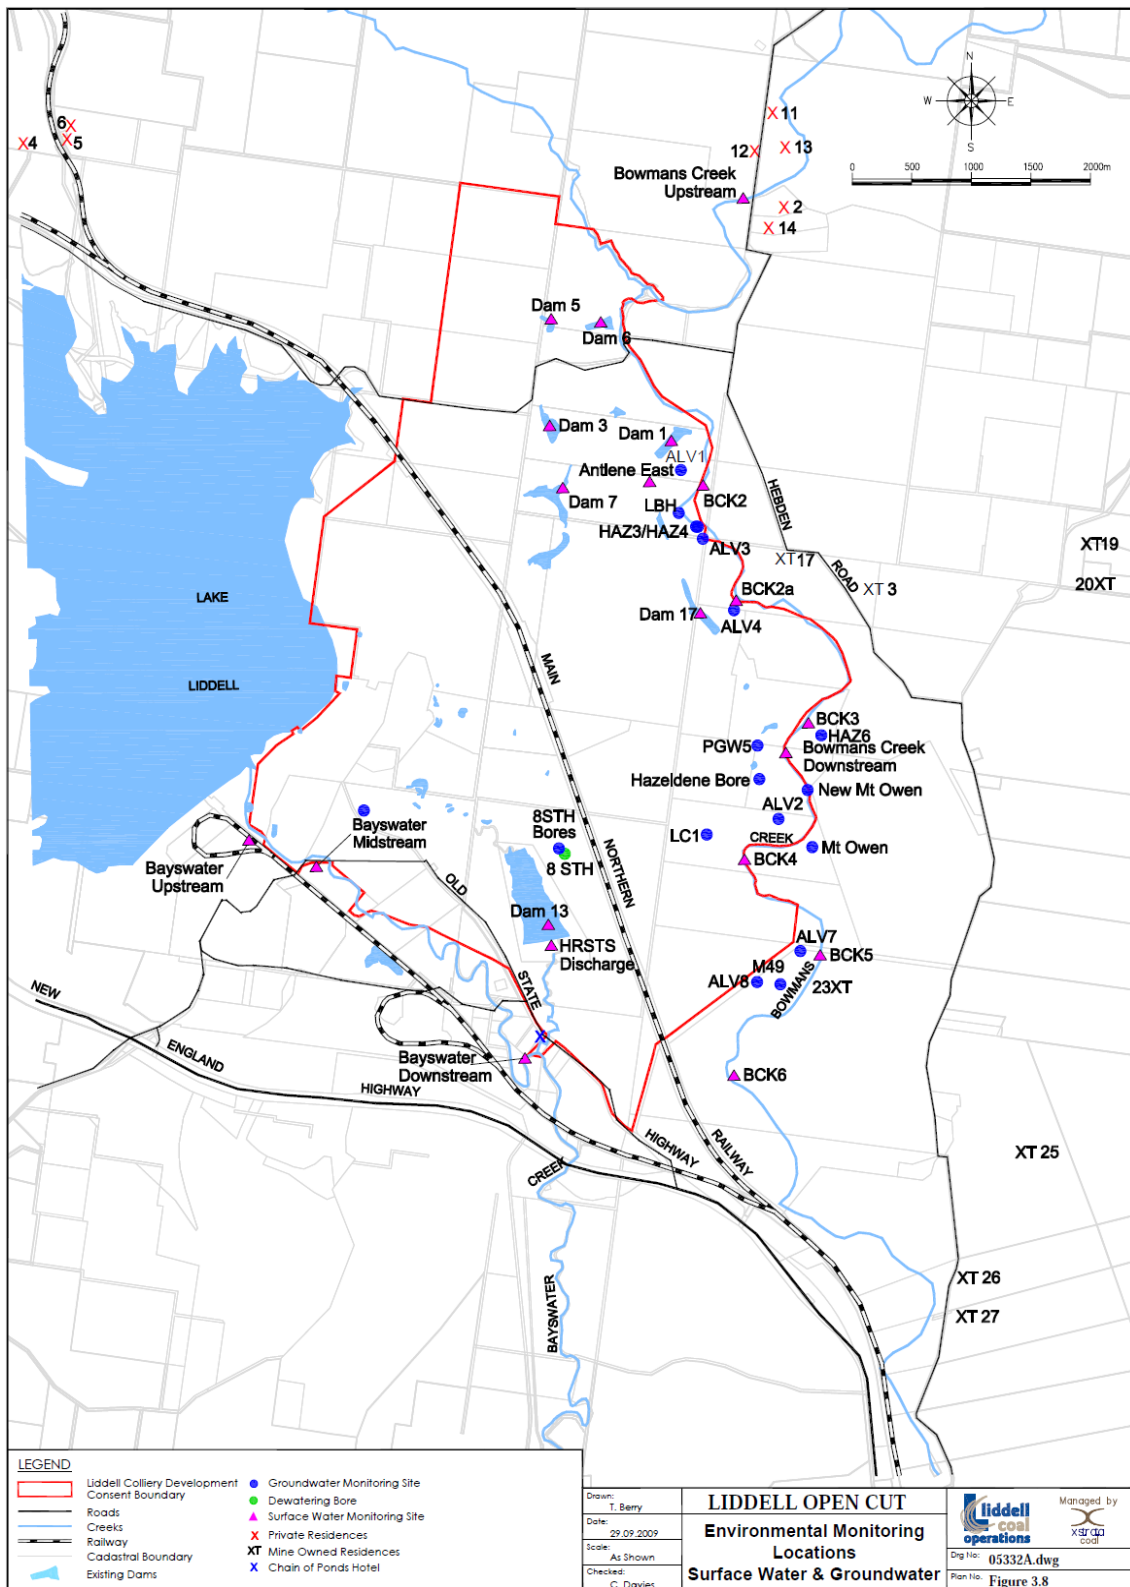 N
W
E
S
0
500
1000
1500
2000m
6
X
X4
X5
X 11
12 X
X 13
Bowmans Creek
Upstream
X 2
X 14
Dam 5
Dam 6
Dam 3
Dam 1
ALV1
Antlene East
Dam 7
BCK2
LBH
HAZ3/HAZ4
ALV3
HEBDEN
ROAD
XT 17
XT 3
XT19
20XT
BCK2a
Dam 17
ALV4
LAKE
LIDDELL
MAIN
NORTHERN
RAILWAY
BCK3
HAZ6
PGW5
Bowmans Creek
Downstream
Hazeldene Bore
New Mt Owen
ALV2
CREEK
LC1
Mt Owen
BCK4
8STH
Bores
8 STH
Bayswater
Midstream
Bayswater
Upstream
OLD
STATE
HIGHWAY
Dam 13
HRSTS
Discharge
ALV7
BCK5
M49
ALV8
BOWMANS
23XT
NEW
ENGLAND
HIGHWAY
X
Bayswater
Downstream
BCK6
CREEK
BAYSWATER
XT 25
XT 26
XT 27
LEGEND
Liddell Colliery Development
Consent Boundary
Roads
Creeks
Railway
Cadastral Boundary
Existing Dams
Groundwater Monitoring Site
Dewatering Bore
Surface Water Monitoring Site
X Private Residences
XT Mine Owned Residences
X Chain of Ponds Hotel
Drawn:
T. Berry
Date:
29.09.2009
Scale:
As Shown
Checked:
C. Davies
LIDDELL OPEN CUT
Environmental Monitoring
Locations
Surface Water & Groundwater
liddell
coal
operations
Managed by
xstrata
coal
Drg No: 05332A.dwg
Plan No. Figure 3.8